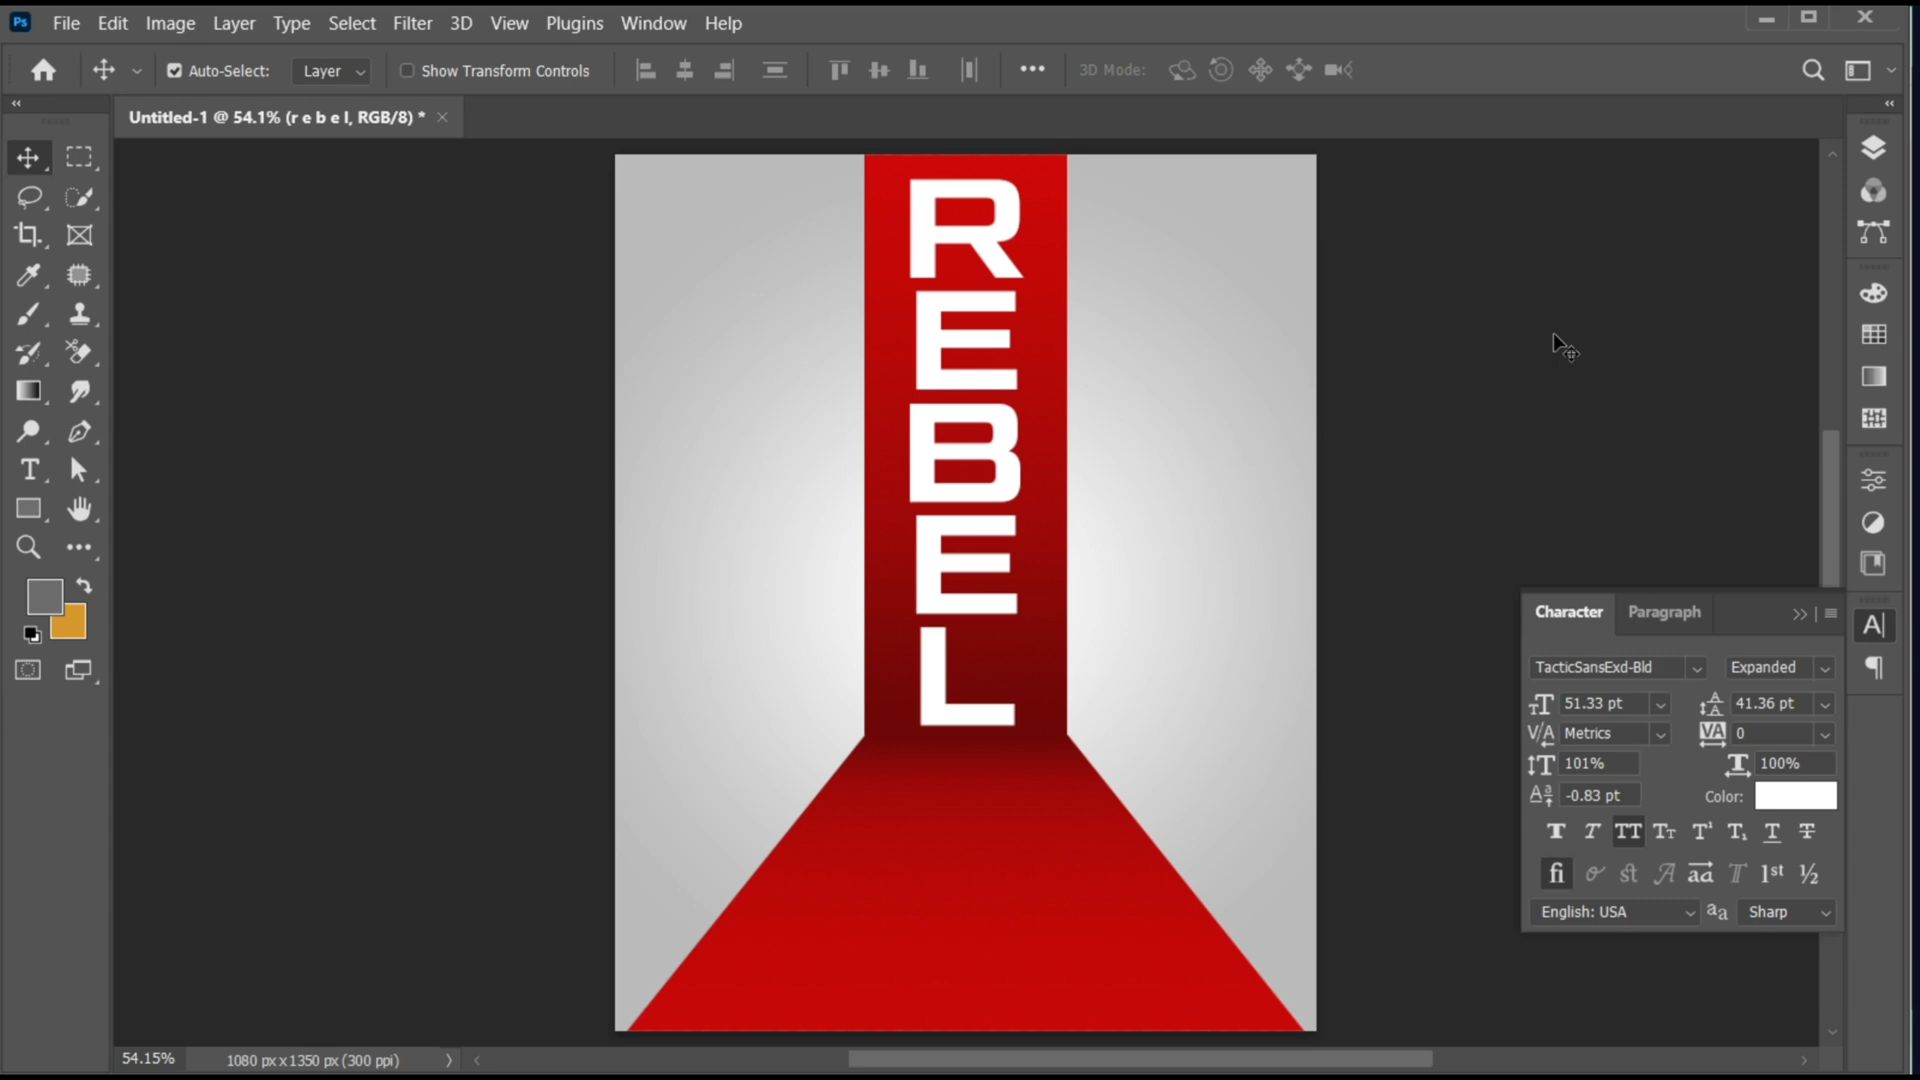 Ps File Edit Image Layer Type Select Filter 3D View Plugins Window Help
Auto-Select: Layer Show Transform Controls 3D Mode:
Untitled-1 @ 54.1% (r e b e l, RGB/8) *
R
E
B
E
L
Character Paragraph
TacticSansExd-Bld Expanded
51.33 pt 41.36 pt
Metrics 0
101% 100%
-0.83 pt Color:
English: USA Sharp
54.15% 1080 px x 1350 px (300 ppi)